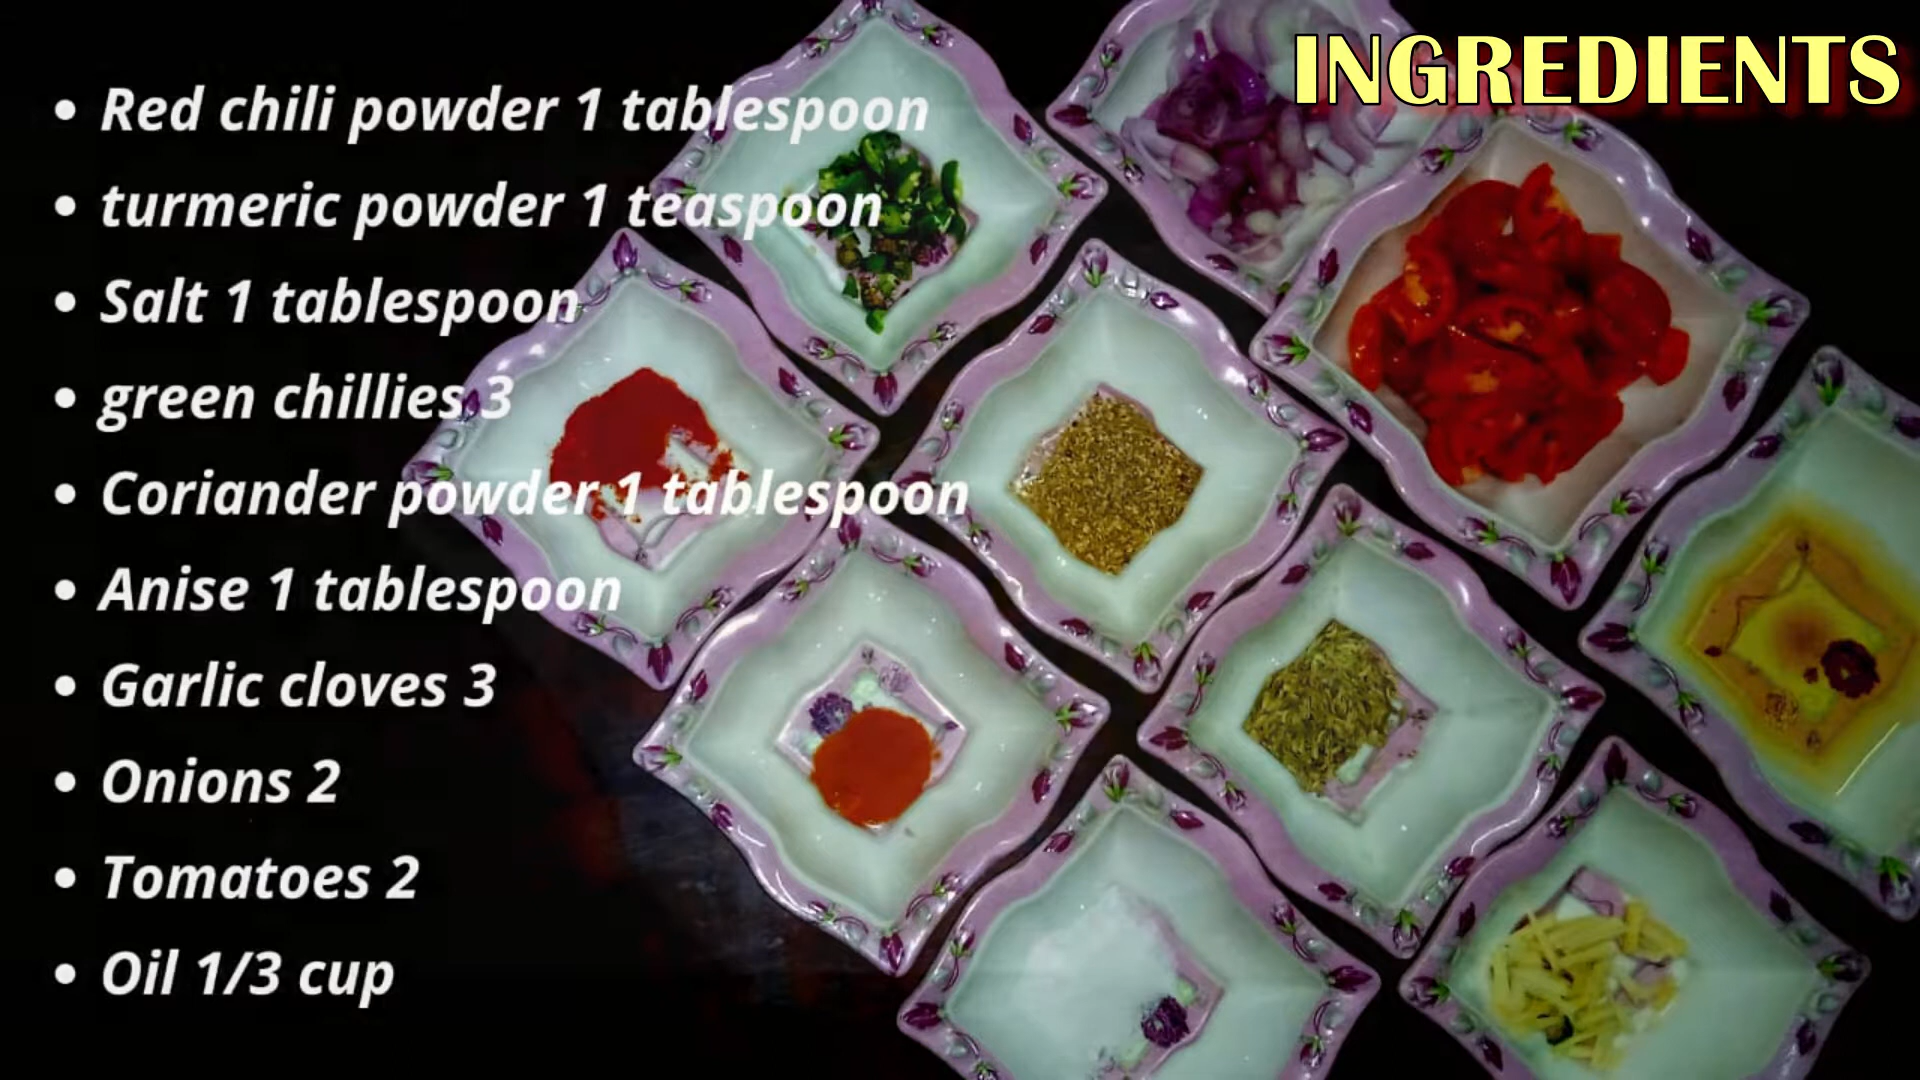 INGREDIENTS
• Red chili powder 1 tablespoon
• turmeric powder 1 teaspoon
• Salt 1 tablespoon
• green chillies 3
• Coriander powder 1 tablespoon
• Anise 1 tablespoon
• Garlic cloves 3
• Onions 2
• Tomatoes 2
• Oil 1/3 cup